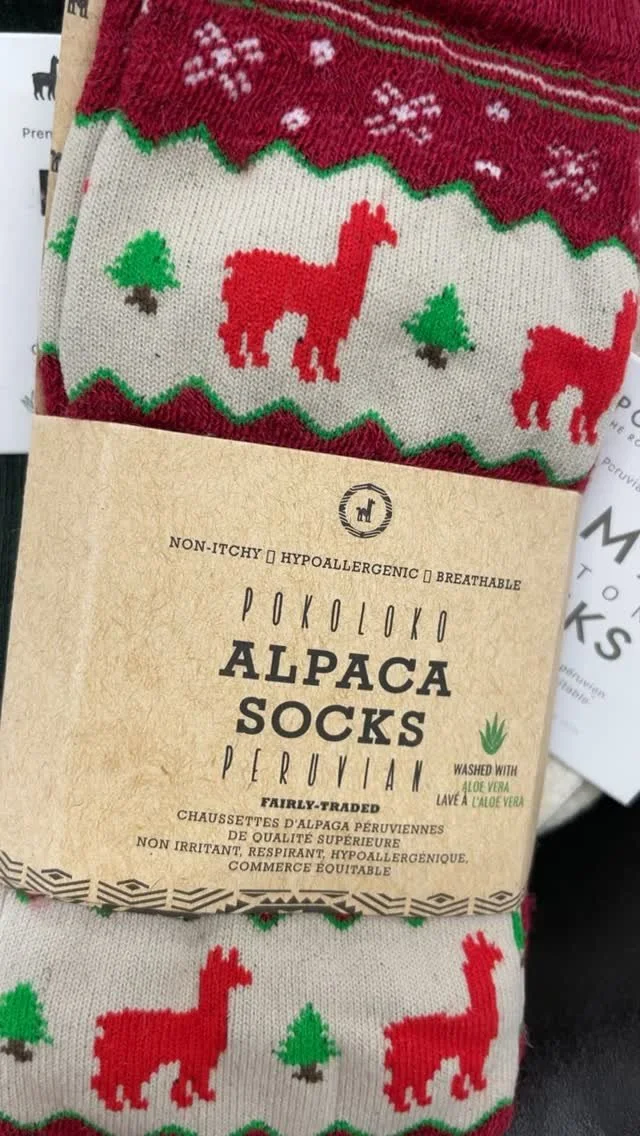 NON-ITCHY ▯ HYPOALLERGENIC ▯ BREATHABLE
POKOLOKO
ALPACA
SOCKS
PERUVIAN
FAIRLY-TRADED
CHAUSSETTES D'ALPAGA PÉRUVIENNES
DE QUALITÉ SUPÉRIEURE
NON IRRITANT, RESPIRANT, HYPOALLERGÉNIQUE,
COMMERCE ÉQUITABLE
WASHED WITH
ALOE VERA
LAVÉ À L'ALOE VERA